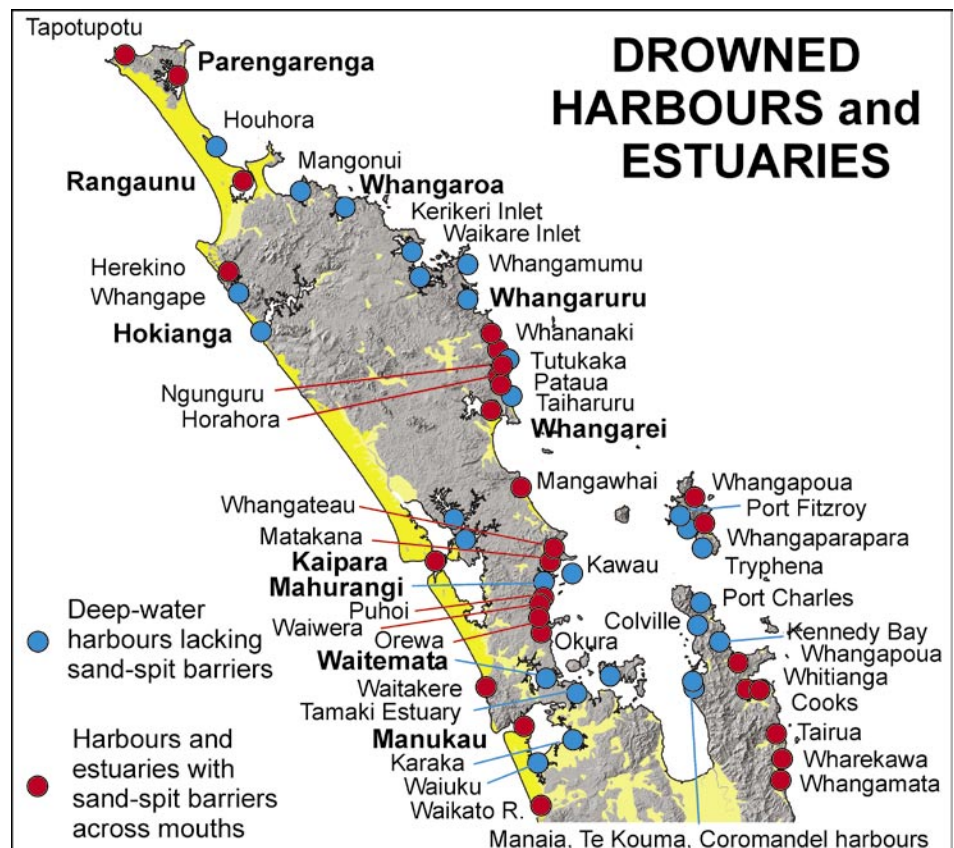 DROWNED
HARBOURS and
ESTUARIES
Tapotupotu
Parengarenga
Houhora
Mangonui
Rangaunu
Whangaroa
Kerikeri Inlet
Waikare Inlet
Herekino
Whangamumu
Whangape
Whangaruru
Hokianga
Whananaki
Tutukaka
Ngunguru
Pataua
Horahora
Taiharuru
Whangarei
Mangawhai
Whangapoua
Whangateau
Port Fitzroy
Matakana
Whangaparapara
Kaipara
Kawau
Tryphena
Mahurangi
Puhoi
Port Charles
Waiwera
Colville
Orewa
Okura
Kennedy Bay
Waitemata
Whangapoua
Waitakere
Whitianga
Tamaki Estuary
Cooks
Manukau
Tairua
Karaka
Wharekawa
Waiuku
Whangamata
Waikato R.
Manaia, Te Kouma, Coromandel harbours
Deep-water
harbours lacking
sand-spit barriers
Harbours and
estuaries with
sand-spit barriers
across mouths